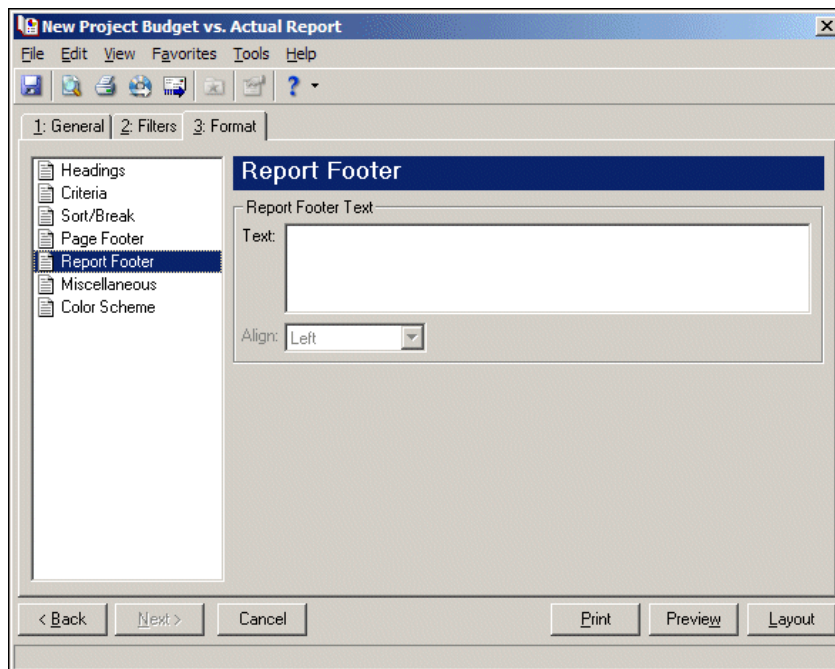 New Project Budget vs. Actual Report
File Edit View Favorites Tools Help
1: General 2: Filters 3: Format
Headings
Criteria
Sort/Break
Page Footer
Report Footer
Miscellaneous
Color Scheme
Report Footer
Report Footer Text
Text:
Align: Left
< Back Next > Cancel Print Preview Layout